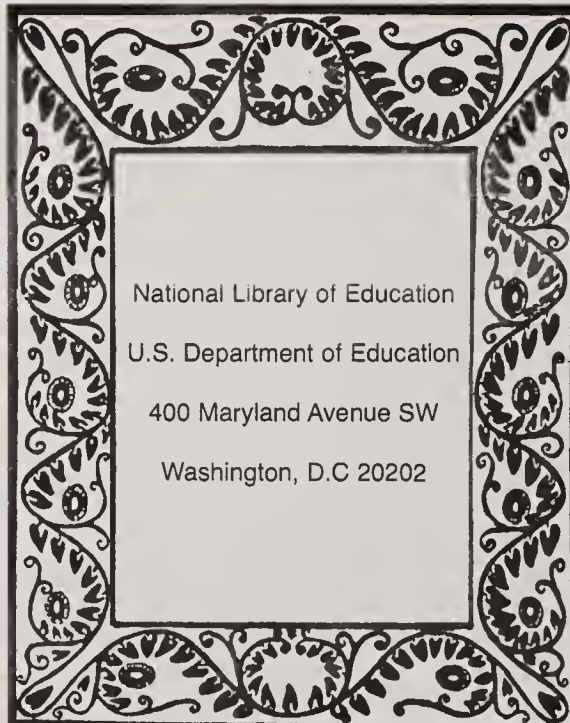 National Library of Education
U.S. Department of Education
400 Maryland Avenue SW
Washington, D.C 20202